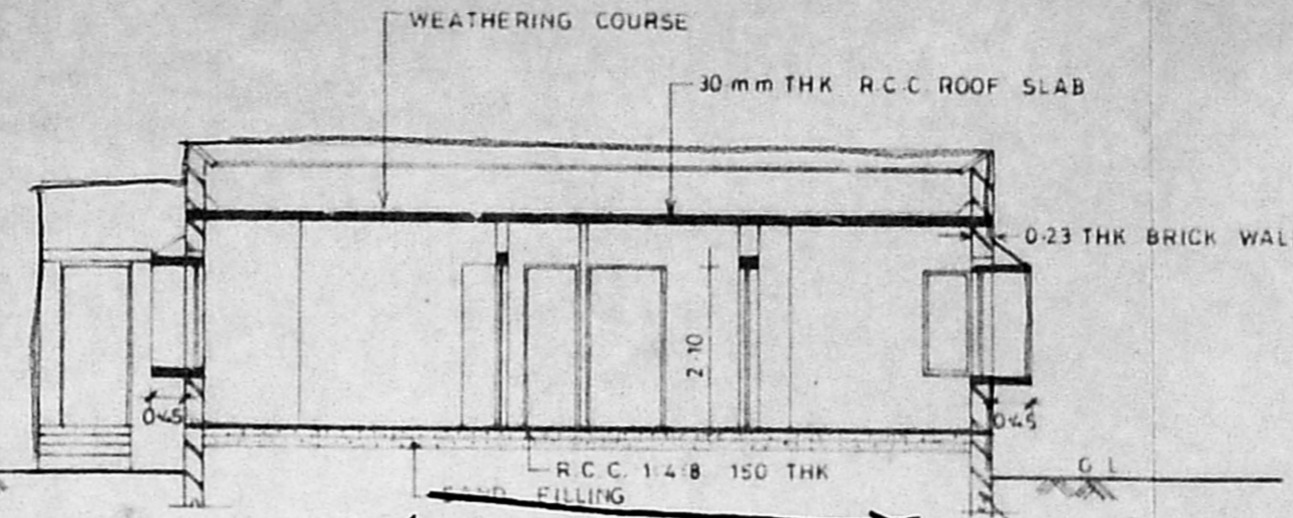 WEATHERING COURSE
30 mm THK R.C.C. ROOF SLAB
0.23 THK BRICK WAL
2.10
0.45
0.45
R.C.C. 1:4:8 150 THK
G L
FILLING